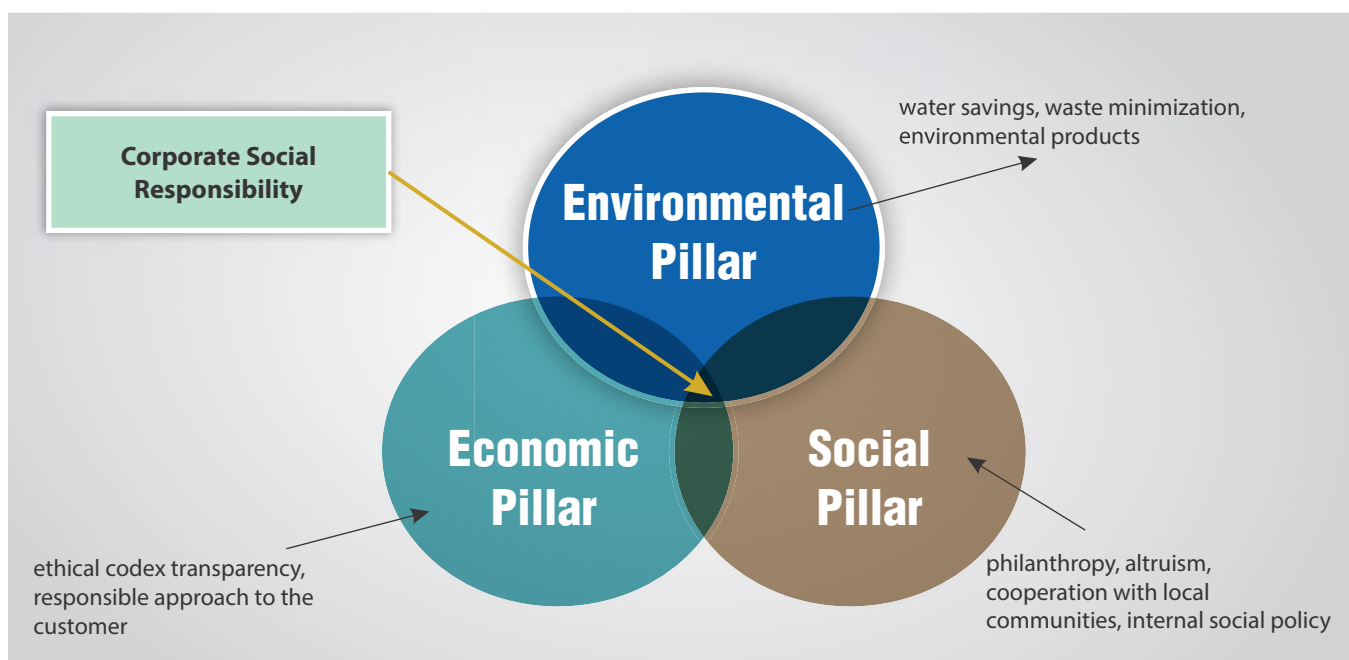 Corporate Social
Responsibility
water savings, waste minimization,
environmental products
Environmental
Pillar
Economic
Pillar
Social
Pillar
ethical codex transparency,
responsible approach to the
customer
philanthropy, altruism,
cooperation with local
communities, internal social policy